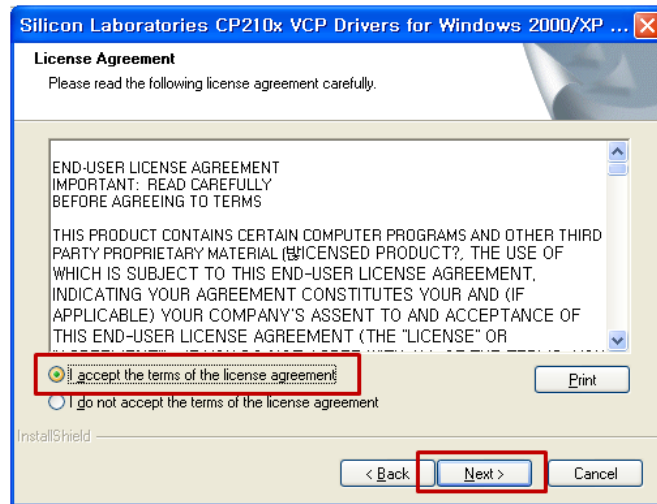 Silicon Laboratories CP210x VCP Drivers for Windows 2000/XP ...
License Agreement
Please read the following license agreement carefully.
END-USER LICENSE AGREEMENT
IMPORTANT: READ CAREFULLY
BEFORE AGREEING TO TERMS
THIS PRODUCT CONTAINS CERTAIN COMPUTER PROGRAMS AND OTHER THIRD
PARTY PROPRIETARY MATERIAL (밚ICENSED PRODUCT?, THE USE OF
WHICH IS SUBJECT TO THIS END-USER LICENSE AGREEMENT,
INDICATING YOUR AGREEMENT CONSTITUTES YOUR AND (IF
APPLICABLE) YOUR COMPANY'S ASSENT TO AND ACCEPTANCE OF
THIS END-USER LICENSE AGREEMENT (THE "LICENSE" OR
I accept the terms of the license agreement
Print
I do not accept the terms of the license agreement
InstallShield
< Back
Next >
Cancel